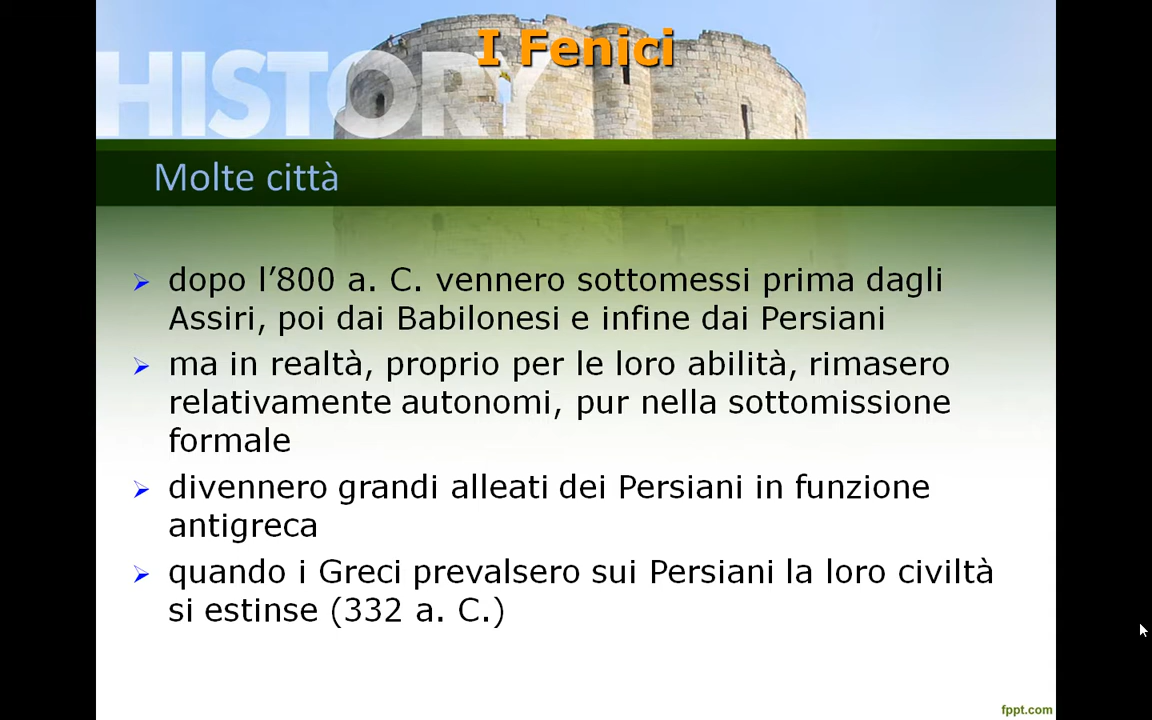 I Fenici
HISTORY
Molte città
dopo l’800 a. C. vennero sottomessi prima dagli
Assiri, poi dai Babilonesi e infine dai Persiani
ma in realtà, proprio per le loro abilità, rimasero
relativamente autonomi, pur nella sottomissione
formale
divennero grandi alleati dei Persiani in funzione
antigreca
quando i Greci prevalsero sui Persiani la loro civiltà
si estinse (332 a. C.)
fppt.com